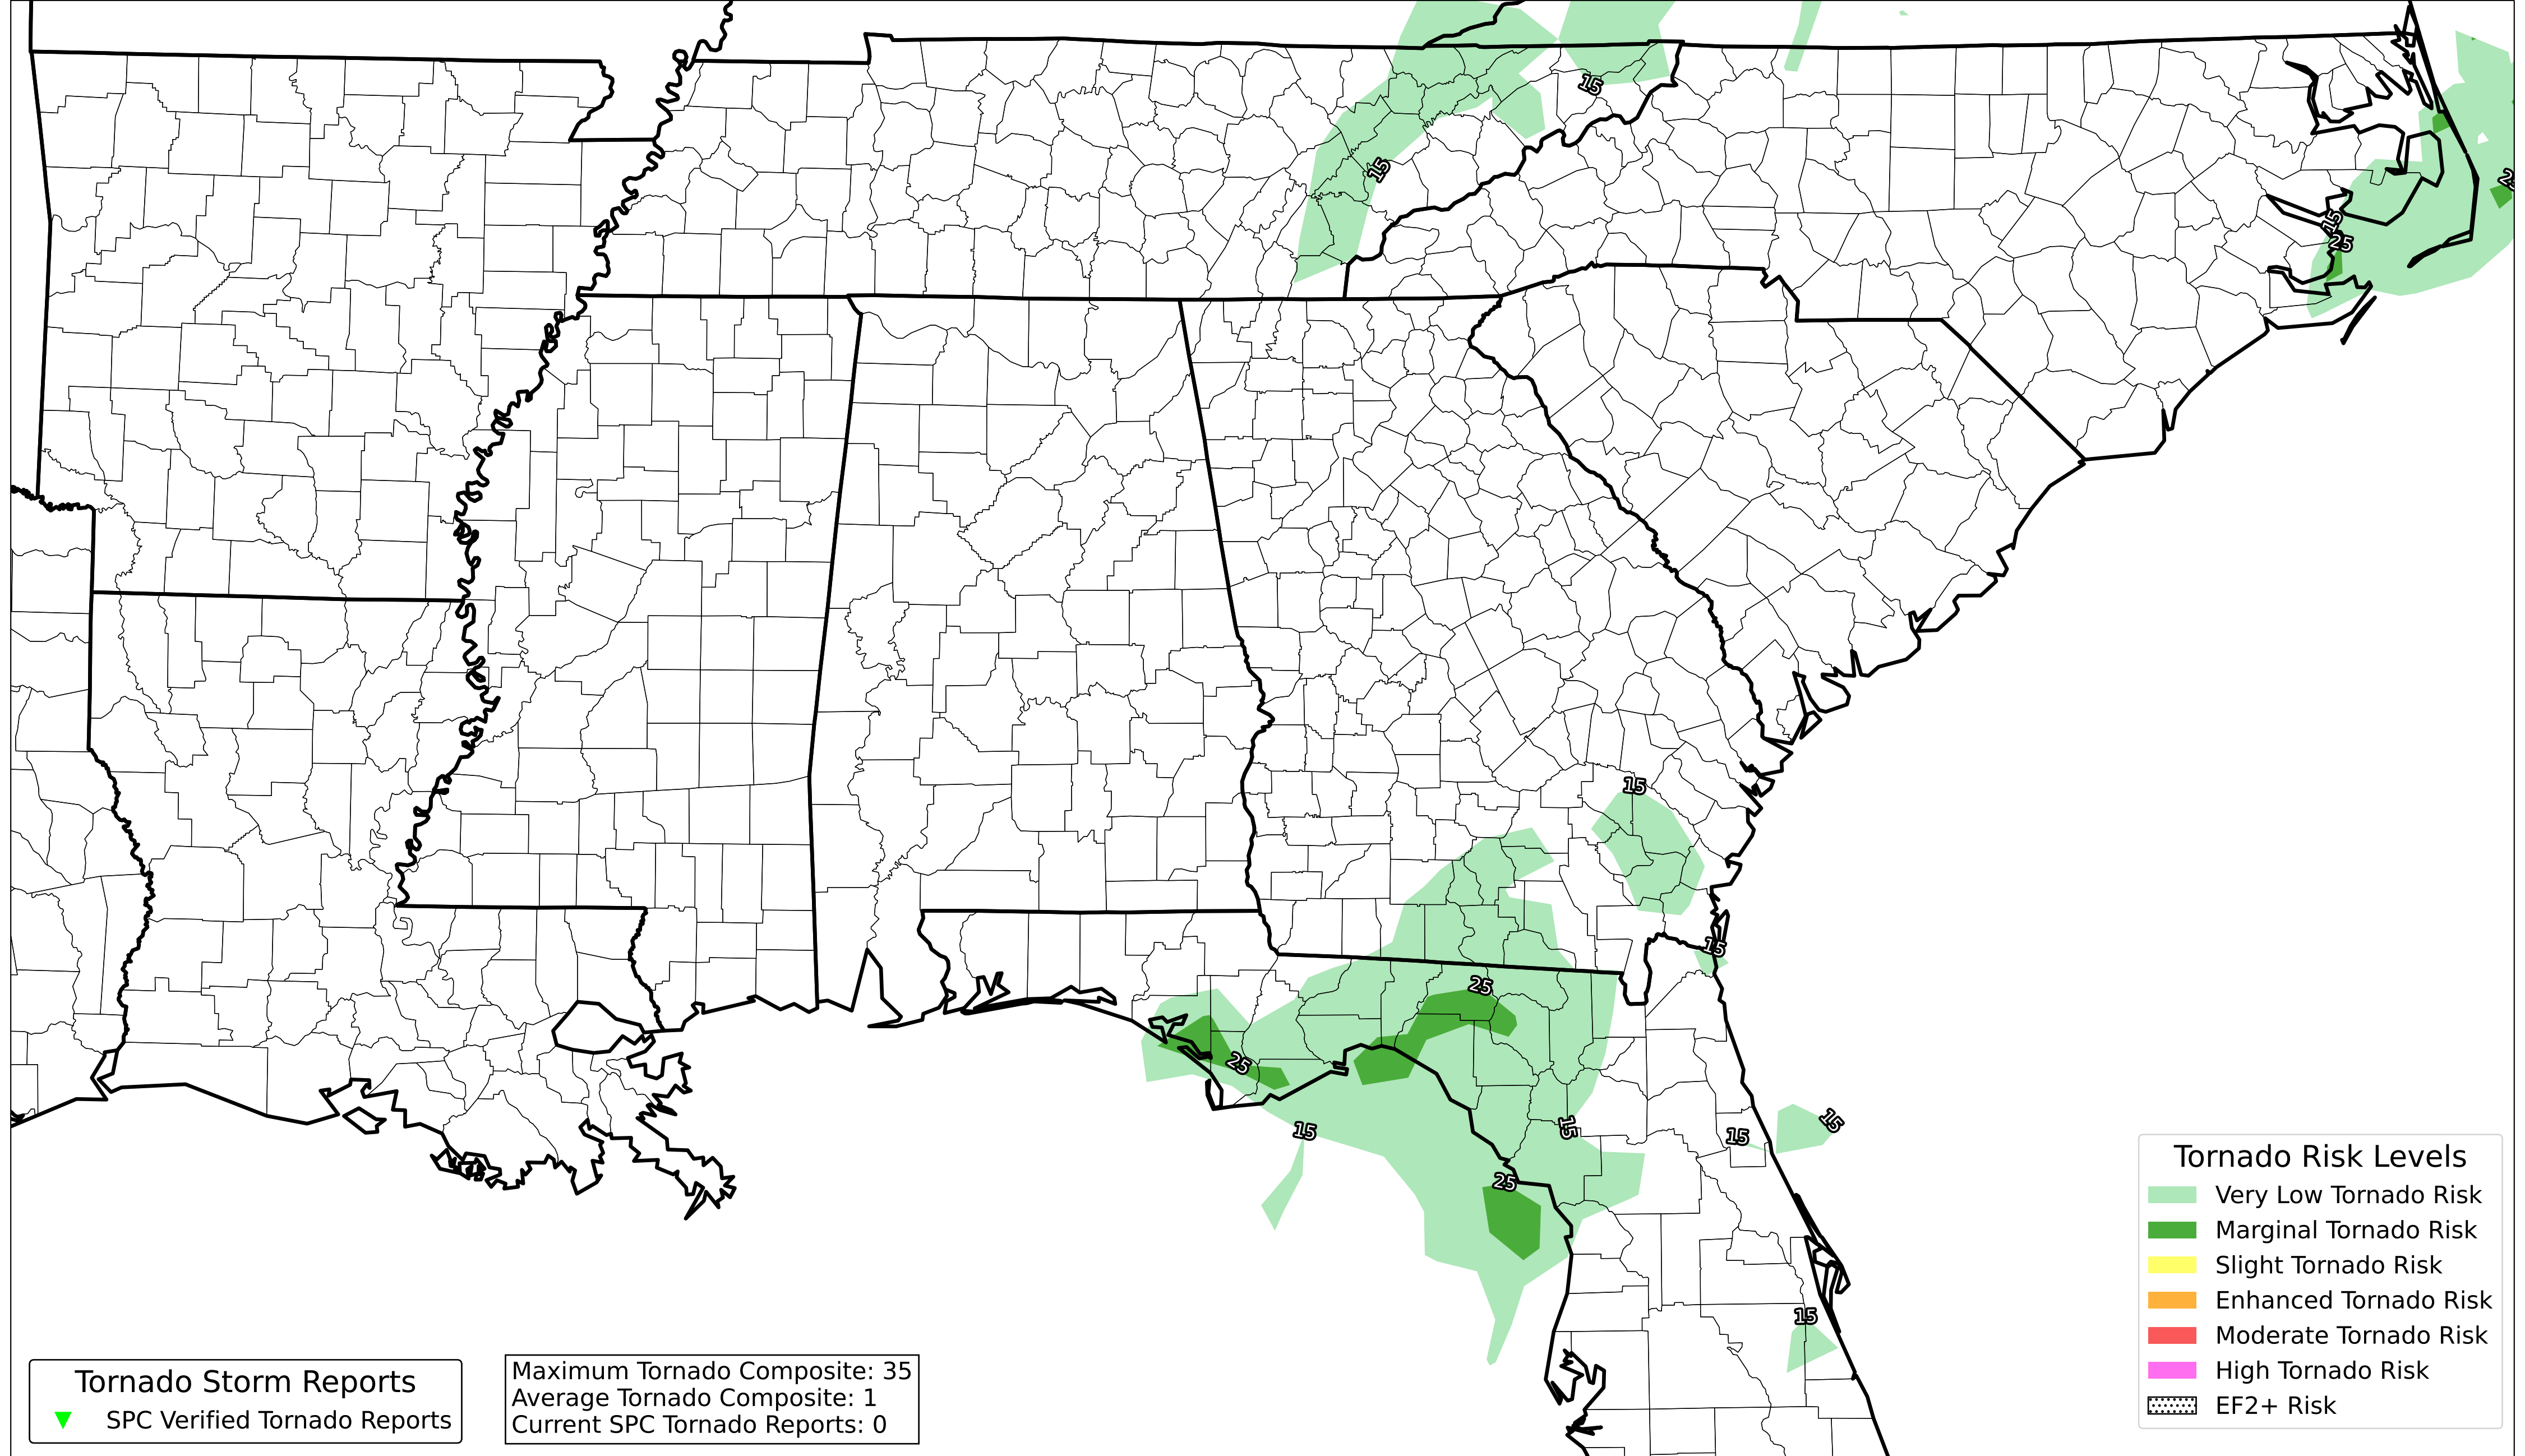 15
15
25
15
25
15
15
25
25
15
15
25
15
15
15
Tornado Risk Levels
Very Low Tornado Risk
Marginal Tornado Risk
Slight Tornado Risk
Enhanced Tornado Risk
Moderate Tornado Risk
High Tornado Risk
EF2+ Risk
Tornado Storm Reports
SPC Verified Tornado Reports
Maximum Tornado Composite: 35
Average Tornado Composite: 1
Current SPC Tornado Reports: 0